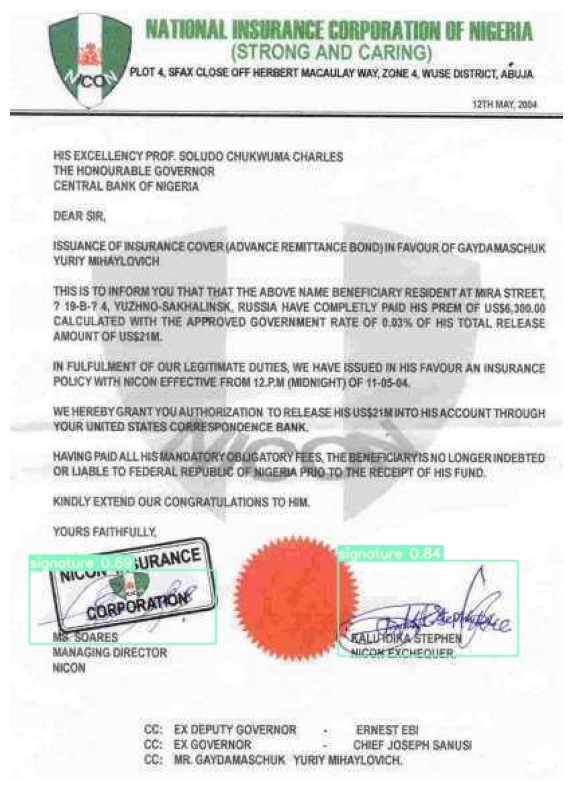 NATIONAL INSURANCE CORPORATION OF NIGERIA
(STRONG AND CARING)
PLOT 4, SFAX CLOSE OFF HERBERT MACAULAY WAY, ZONE 4, WUSE DISTRICT, ABUJA
NICON
12TH MAY, 2004
HIS EXCELLENCY PROF. SOLUDO CHUKWUMA CHARLES
THE HONOURABLE GOVERNOR
CENTRAL BANK OF NIGERIA
DEAR SIR,
ISSUANCE OF INSURANCE COVER (ADVANCE REMITTANCE BOND) IN FAVOUR OF GAYDAMASCHUK
YURIY MIHAYLOVICH
THIS IS TO INFORM YOU THAT THAT THE ABOVE NAME BENEFICIARY RESIDENT AT MIRA STREET,
? 19-B-? 4, YUZHNO-SAKHALINSK, RUSSIA HAVE COMPLETLY PAID HIS PREM OF US$6,300.00
CALCULATED WITH THE APPROVED GOVERNMENT RATE OF 0.03% OF HIS TOTAL RELEASE
AMOUNT OF US$21M.
IN FULFULMENT OF OUR LEGITIMATE DUTIES, WE HAVE ISSUED IN HIS FAVOUR AN INSURANCE
POLICY WITH NICON EFFECTIVE FROM 12.P.M (MIDNIGHT) OF 11-05-04.
WE HEREBY GRANT YOU AUTHORIZATION TO RELEASE HIS US$21M INTO HIS ACCOUNT THROUGH
YOUR UNITED STATES CORRESPONDENCE BANK.
NICON
HAVING PAID ALL HIS MANDATORY OBLIGATORY FEES, THE BENEFICIARY IS NO LONGER INDEBTED
OR LIABLE TO FEDERAL REPUBLIC OF NIGERIA PRIO TO THE RECEIPT OF HIS FUND.
KINDLY EXTEND OUR CONGRATULATIONS TO HIM.
YOURS FAITHFULLY,
signature 0.69
signature 0.84
NICON INSURANCE
CORPORATION
MS. SOARES
MANAGING DIRECTOR
NICON
KALU IDIKA STEPHEN
NICON EXCHEQUER.
CC: EX DEPUTY GOVERNOR - ERNEST EBI
CC: EX GOVERNOR - CHIEF JOSEPH SANUSI
CC: MR. GAYDAMASCHUK YURIY MIHAYLOVICH.